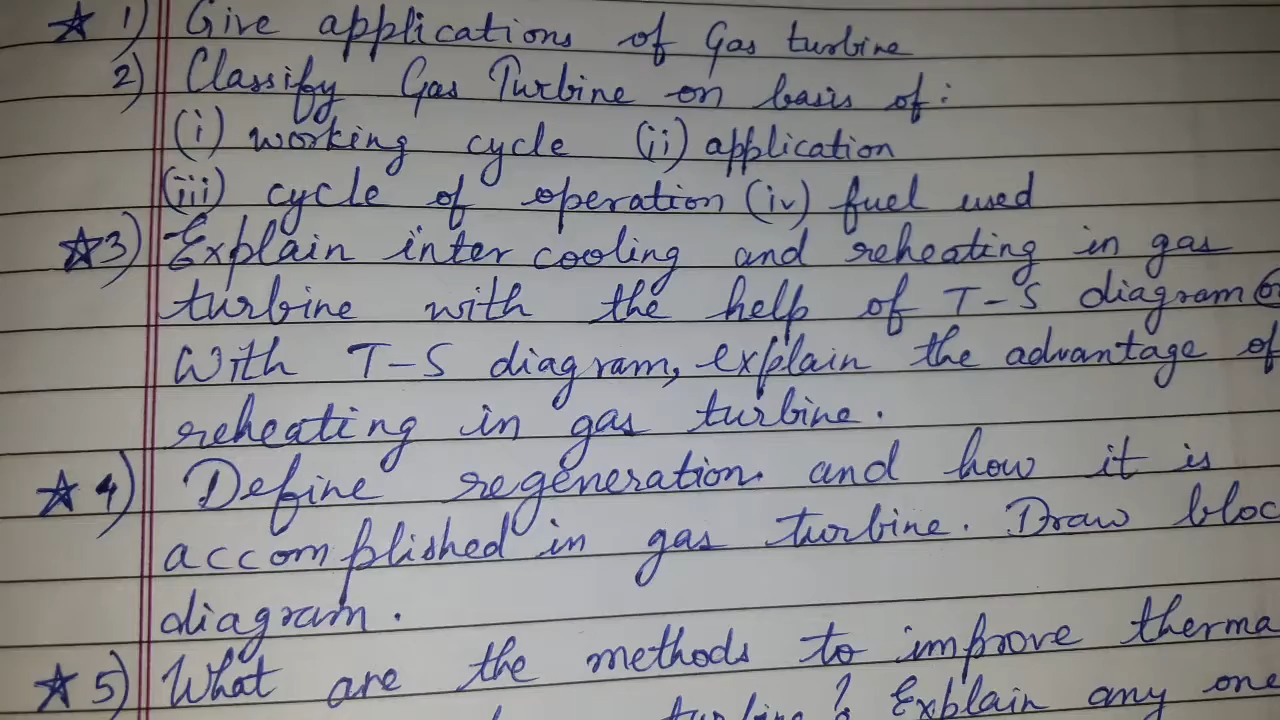 ☆ 1) Give applications of Gas turbine
2) Classify Gas Turbine on basis of:
(i) working cycle (ii) application
(iii) cycle of operation (iv) fuel used
☆ 3) Explain inter cooling and reheating in gas
turbine with the help of T-S diagram
With T-S diagram, explain the advantage of
reheating in gas turbine.
☆ 4) Define regeneration and how it is
accomplished in gas turbine. Draw bloc
diagram.
☆ 5) What are the methods to improve therma
turbine? Explain any one